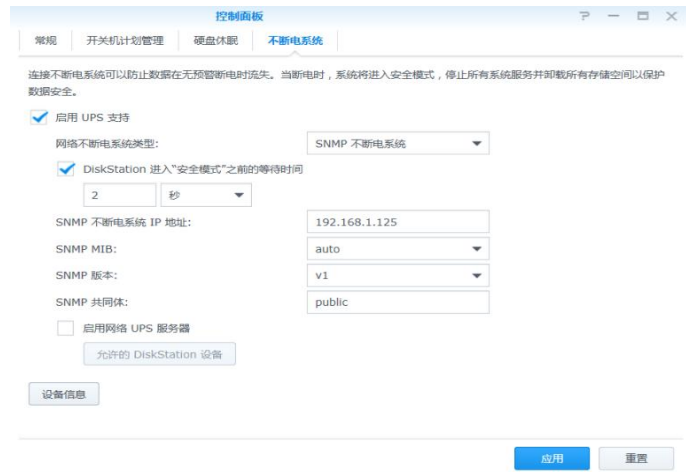 控制面板
常规 开关机计划管理 硬盘休眠 不断电系统
连接不断电系统可以防止数据在无预警断电时流失。当断电时，系统将进入安全模式，停止所有系统服务并卸载所有存储空间以保护
数据安全。
启用 UPS 支持
网络不断电系统类型: SNMP 不断电系统
DiskStation 进入“安全模式”之前的等待时间
2 秒
SNMP 不断电系统 IP 地址: 192.168.1.125
SNMP MIB: auto
SNMP 版本: v1
SNMP 共同体: public
启用网络 UPS 服务器
允许的 DiskStation 设备
设备信息
应用 重置